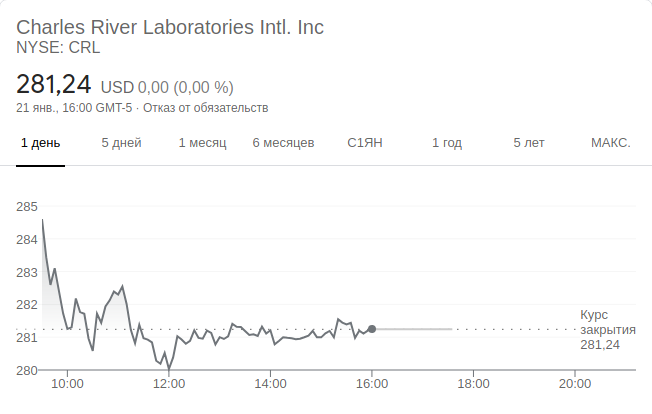 Charles River Laboratories Intl. Inc
NYSE: CRL
281,24 USD 0,00 (0,00 %)
21 янв., 16:00 GMT-5 · Отказ от обязательств
1 день 5 дней 1 месяц 6 месяцев С1ЯН 1 год 5 лет МАКС.
285
284
283
282
281
280
Курс
закрытия
281,24
10:00 12:00 14:00 16:00 18:00 20:00